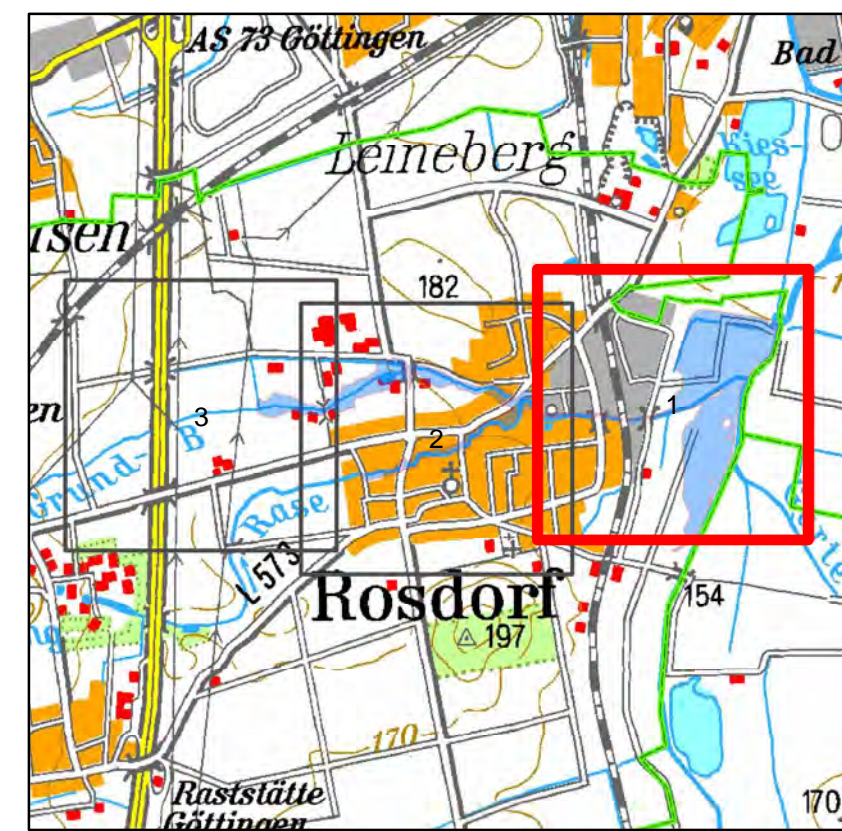 AS 73 Göttingen
Bad
Leineberg
Kies-
see
usen
182
en
3
2
1
Grund-
B
Rase
L 573
Rosdorf
154
197
170
Raststätte
Göttingen
170